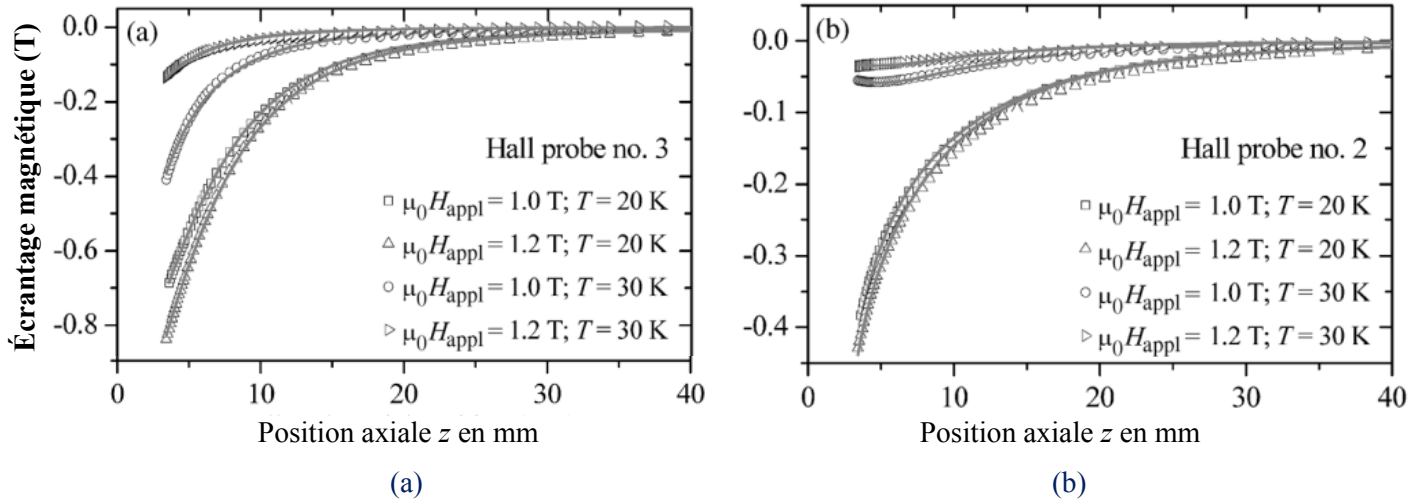 Écrantage magnétique (T)
0.0
-0.2
-0.4
-0.6
-0.8
(a)
Hall probe no. 3
μ0Happl = 1.0 T; T = 20 K
μ0Happl = 1.2 T; T = 20 K
μ0Happl = 1.0 T; T = 30 K
μ0Happl = 1.2 T; T = 30 K
0 10 20 30 40
Position axiale z en mm
(a)
0.0
-0.1
-0.2
-0.3
-0.4
(b)
Hall probe no. 2
μ0Happl = 1.0 T; T = 20 K
μ0Happl = 1.2 T; T = 20 K
μ0Happl = 1.0 T; T = 30 K
μ0Happl = 1.2 T; T = 30 K
0 10 20 30 40
Position axiale z en mm
(b)